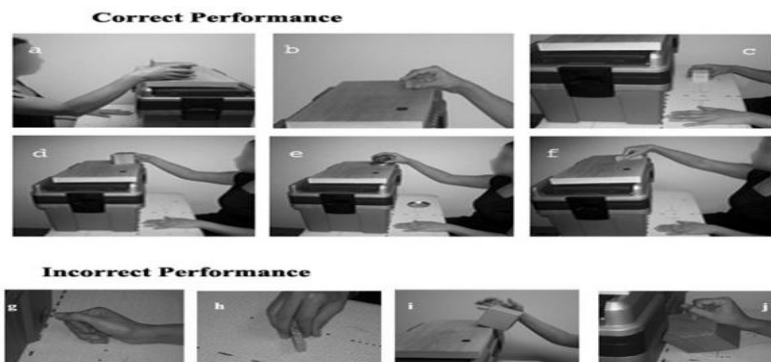 Correct Performance
a b c
d e f
Incorrect Performance
g h i j